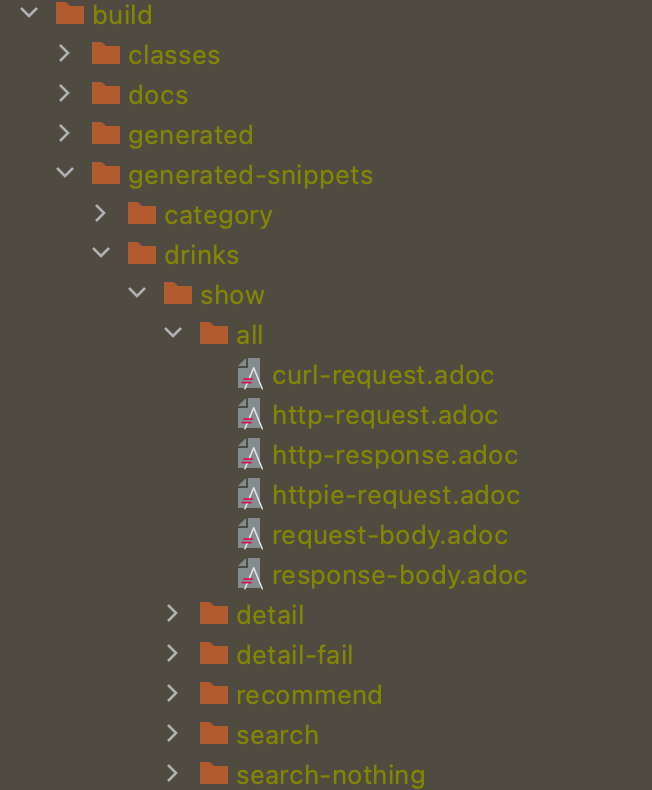 build
classes
docs
generated
generated-snippets
category
drinks
show
all
curl-request.adoc
http-request.adoc
http-response.adoc
httpie-request.adoc
request-body.adoc
response-body.adoc
detail
detail-fail
recommend
search
search-nothing